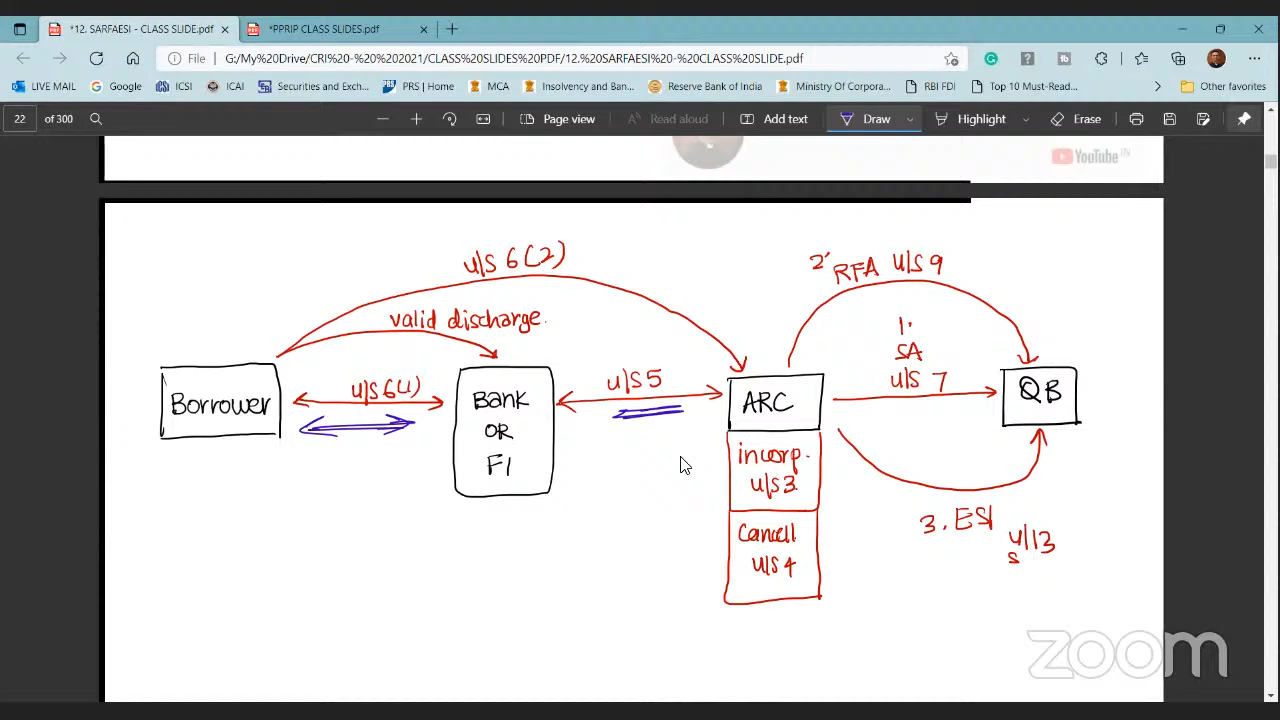 *12. SARFAESI - CLASS SLIDE.pdf
*PPRIP CLASS SLIDES.pdf
File
G:/My%20Drive/CRI%20-%20%202021/CLASS%20SLIDES%20PDF/12.%20SARFAESI%20-%20CLASS%20SLIDE.pdf
LIVE MAIL
Google
ICSI
ICAI
Securities and Exch...
PRS | Home
MCA
Insolvency and Ban...
Reserve Bank of India
Ministry Of Corpora...
RBI FDI
Top 10 Must-Read...
Other favorites
22 of 300
Page view
Read aloud
Add text
Draw
Highlight
Erase
YouTube IN
u/s 6(2)
2' RFA u/s 9
valid discharge.
1.
SA
u/s 7
u/s 5
Borrower
Bank
OR
FI
ARC
QB
incorp.
u/s 3
Cancell
u/s 4
3. ESI
u/
s
13
zoom